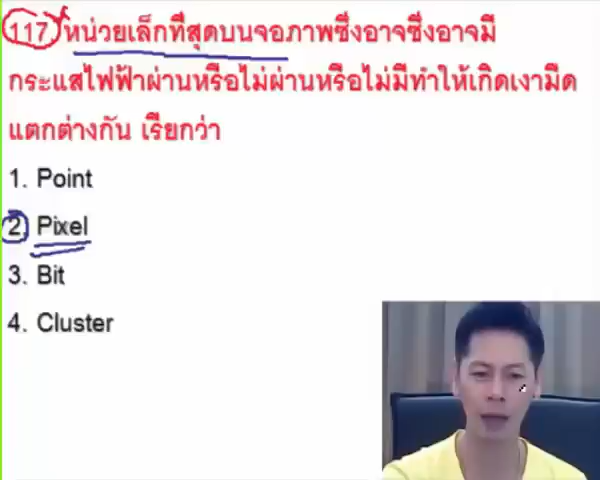 117 หน่วยเล็กที่สุดบนจอภาพซึ่งอาจซึ่งอาจมี
กระแสไฟฟ้าผ่านหรือไม่ผ่านหรือไม่มีทำให้เกิดเงามืด
แตกต่างกัน เรียกว่า
1. Point
2. Pixel
3. Bit
4. Cluster